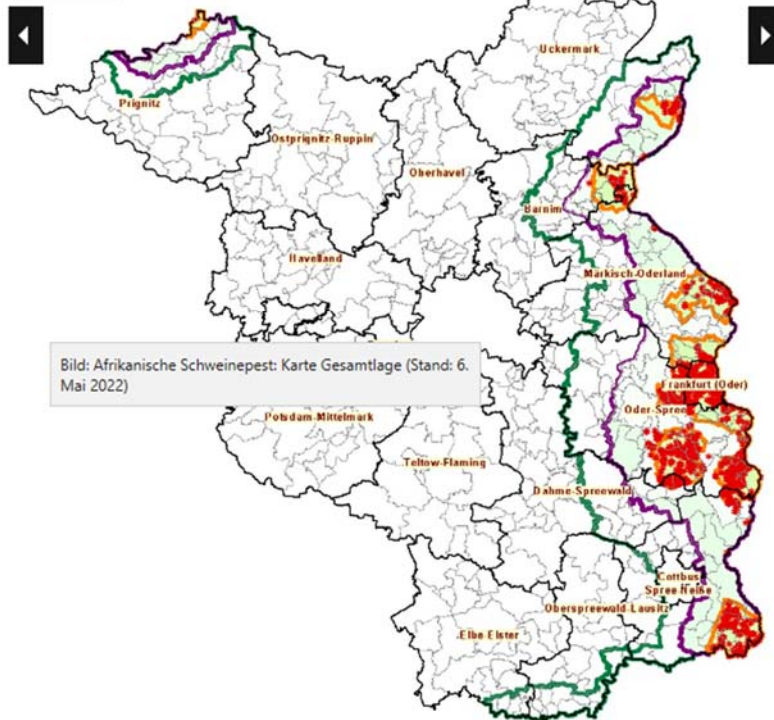 Uckermark
Prignitz
Ostprignitz-Ruppin
Oberhavel
Barnim
Havelland
Märkisch-Oderland
Bild: Afrikanische Schweinepest: Karte Gesamtlage (Stand: 6.
Mai 2022)
Frankfurt (Oder)
Oder-Spree
Potsdam-Mittelmark
Teltow-Flaming
Dahme-Spreewald
Cottbus
Spree-Neiße
Oberspreewald-Lausitz
Elbe Elster